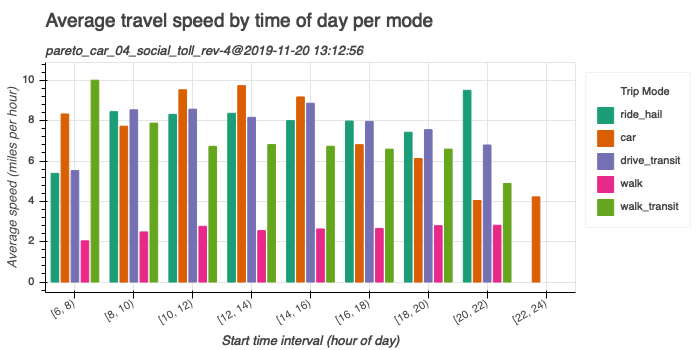 Average travel speed by time of day per mode
pareto_car_04_social_toll_rev-4@2019-11-20 13:12:56
Average speed (miles per hour)
10
8
6
4
2
0
[6, 8)
[8, 10)
[10, 12)
[12, 14)
[14, 16)
[16, 18)
[18, 20)
[20, 22)
[22, 24)
Start time interval (hour of day)
Trip Mode
ride_hail
car
drive_transit
walk
walk_transit